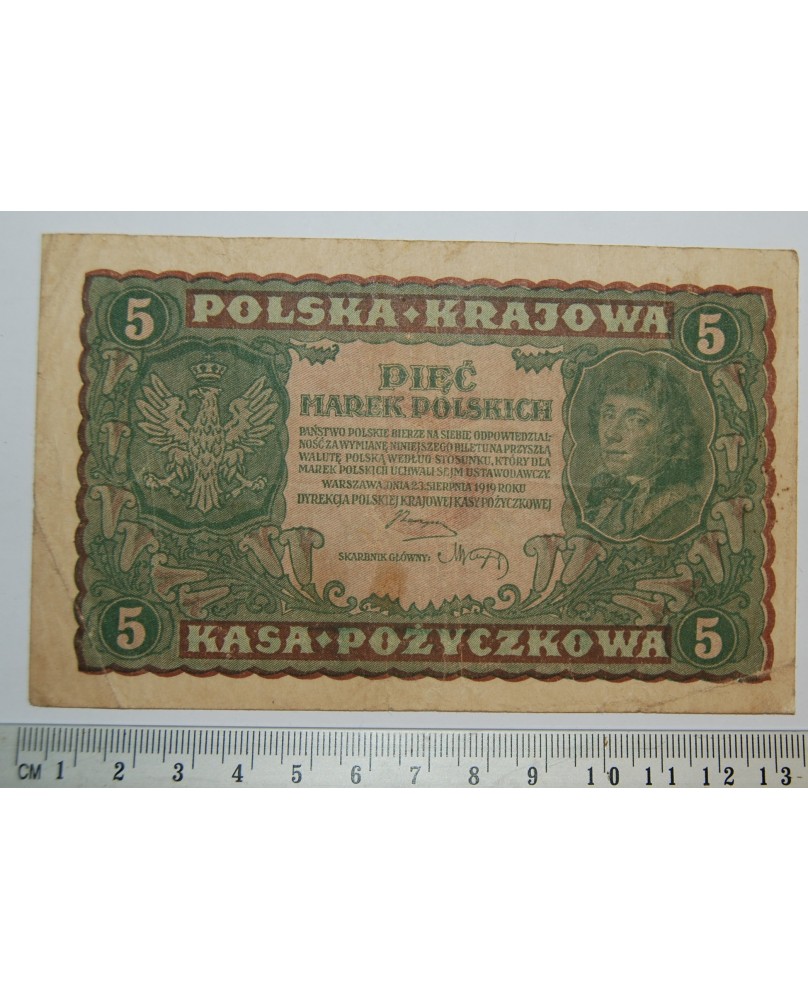 5 POLSKA◆KRAJOWA 5
PIĘĆ
MAREK POLSKICH
PAŃSTWO POLSKIE BIERZE NA SIEBIE ODPOWIEDZIAL-
NOŚĆ ZA WYMIANĘ NINIEJSZEGO BILETU NA PRZYSZŁĄ
WALUTĘ POLSKĄ WEDŁUG STOSUNKU, KTÓRY DLA
MAREK POLSKICH UCHWALI SEJM USTAWODAWCZY.
WARSZAWA, DNIA 23. SIERPNIA 1919 ROKU
DYREKCJA POLSKIEJ KRAJOWEJ KASY POŻYCZKOWEJ
SKARBNIK GŁÓWNY:
5 KASA◆POŻYCZKOWA 5
CM 1 2 3 4 5 6 7 8 9 10 11 12 13